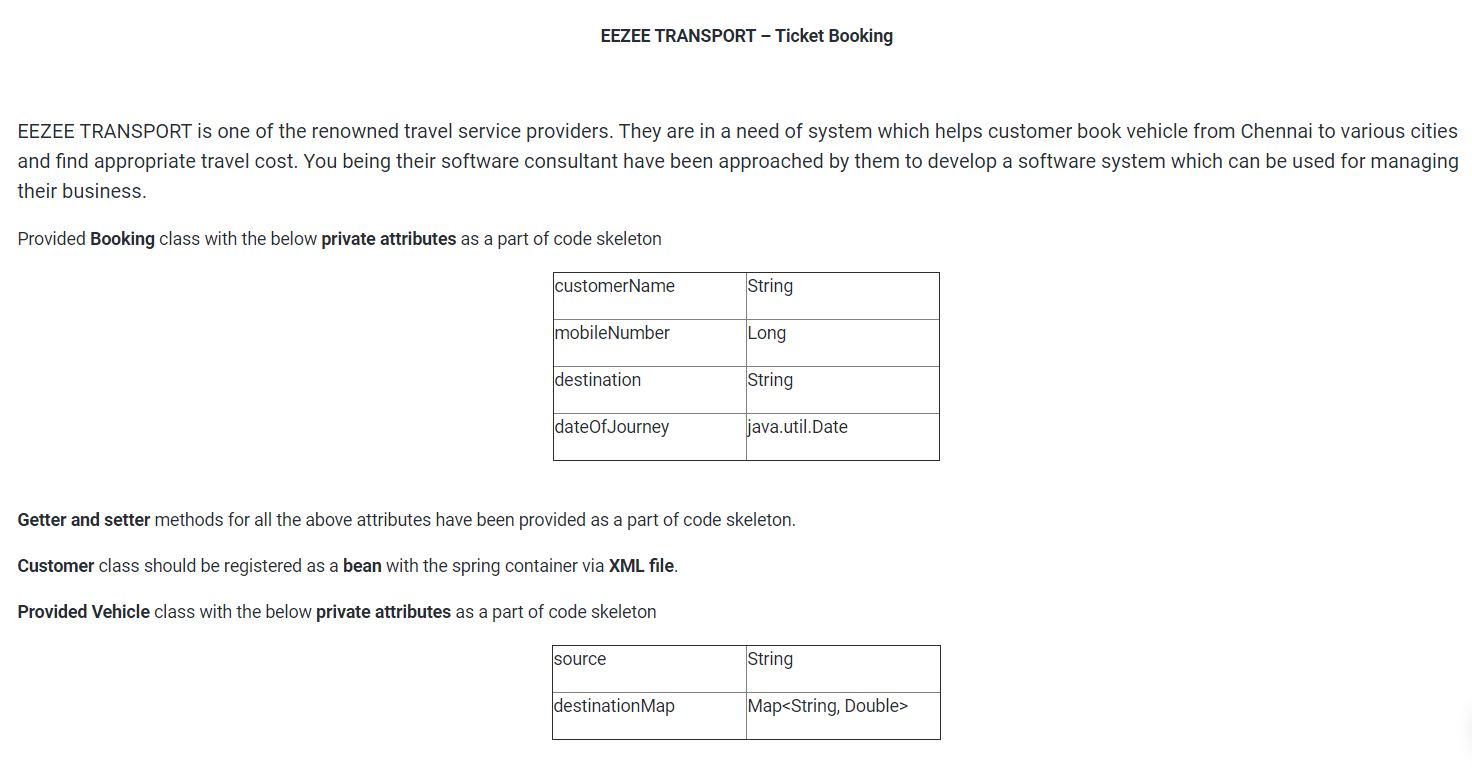 EEZEE TRANSPORT – Ticket Booking
EEZEE TRANSPORT is one of the renowned travel service providers. They are in a need of system which helps customer book vehicle from Chennai to various cities
and find appropriate travel cost. You being their software consultant have been approached by them to develop a software system which can be used for managing
their business.
Provided Booking class with the below private attributes as a part of code skeleton
customerName String
mobileNumber Long
destination String
dateOfJourney java.util.Date
Getter and setter methods for all the above attributes have been provided as a part of code skeleton.
Customer class should be registered as a bean with the spring container via XML file.
Provided Vehicle class with the below private attributes as a part of code skeleton
source String
destinationMap Map<String, Double>